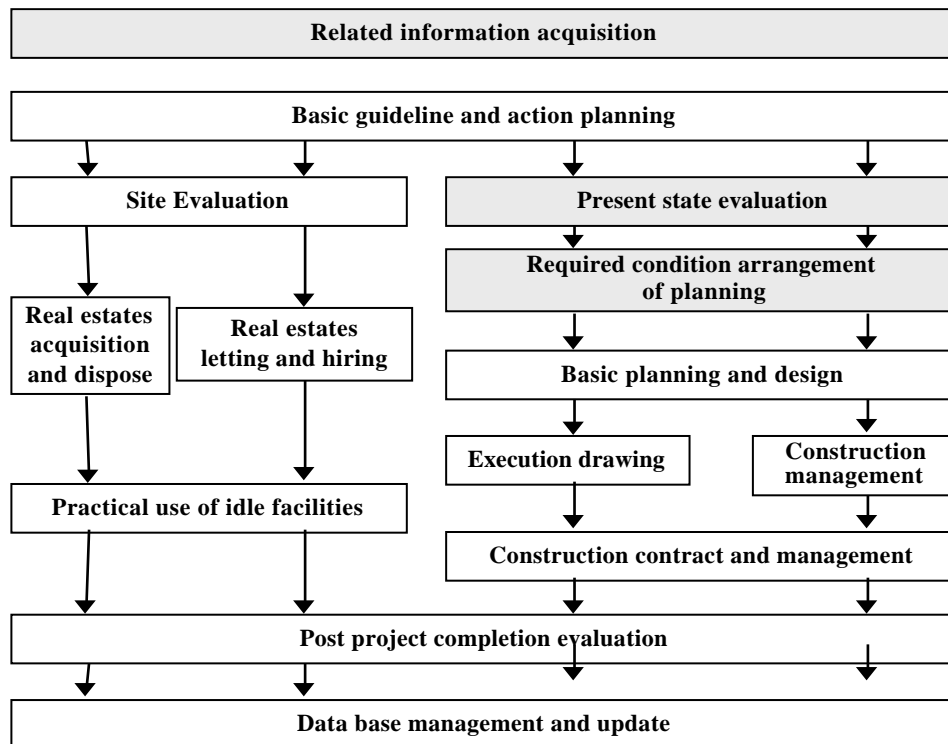 Related information acquisition
Basic guideline and action planning
Site Evaluation
Present state evaluation
Required condition arrangement
of planning
Real estates
acquisition
and dispose
Real estates
letting and hiring
Basic planning and design
Execution drawing
Construction
management
Practical use of idle facilities
Construction contract and management
Post project completion evaluation
Data base management and update